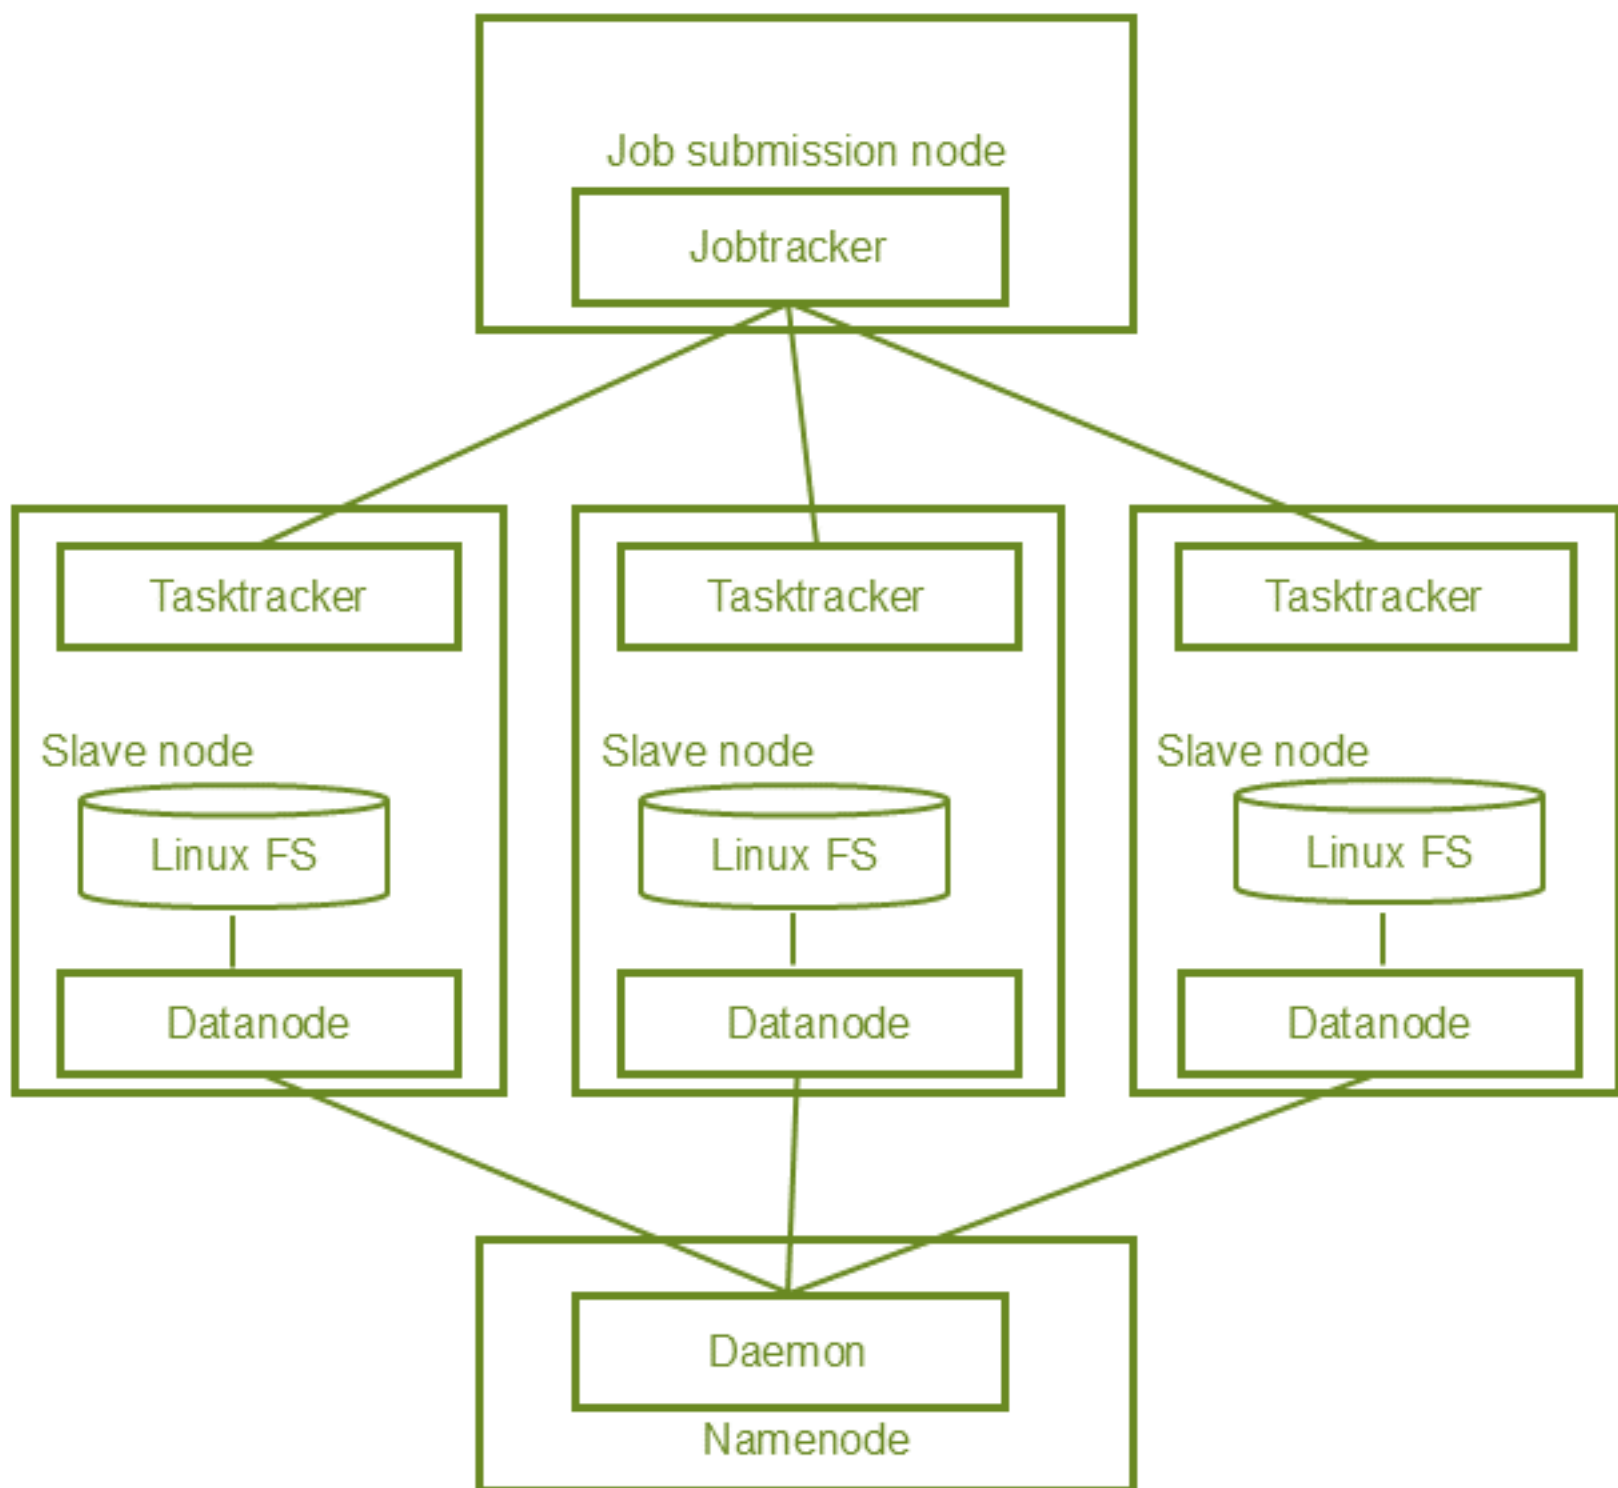 Job submission node
Jobtracker
Tasktracker
Tasktracker
Tasktracker
Slave node
Slave node
Slave node
Linux FS
Linux FS
Linux FS
Datanode
Datanode
Datanode
Daemon
Namenode